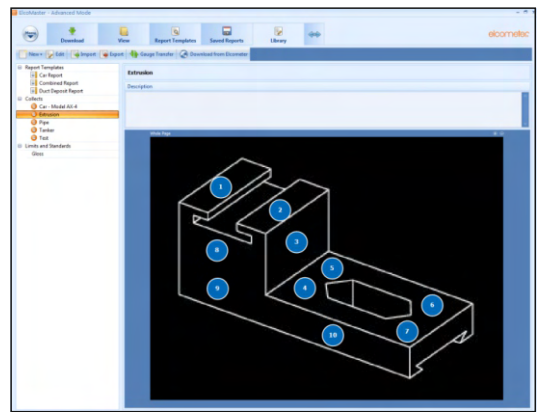 ElcoMaster - Advanced Mode
Download
View
Report Templates
Saved Reports
Library
elcometer
New
Edit
Import
Export
Gauge Transfer
Download from Elcometer
Report Templates
Car Report
Combined Report
Duct Deposit Report
Collects
Car - Model AX-4
Extrusion
Pipe
Tanker
Test
Limits and Standards
Gloss
Extrusion
Description
White Page
1
2
3
8
5
4
9
6
7
10